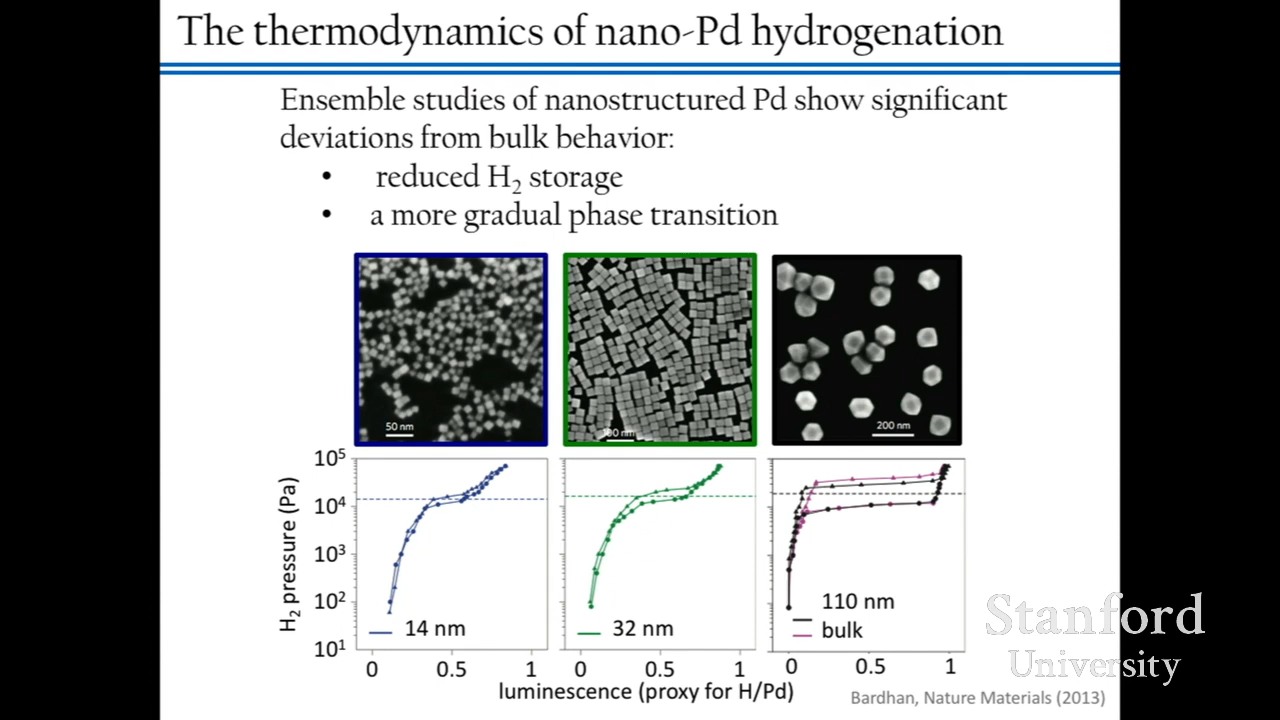 The thermodynamics of nano-Pd hydrogenation
Ensemble studies of nanostructured Pd show significant
deviations from bulk behavior:
• reduced H₂ storage
• a more gradual phase transition
50 nm
100 nm
200 nm
H₂ pressure (Pa)
10⁵
10⁴
10³
10²
10¹
14 nm
32 nm
110 nm
bulk
0 0.5 1
0 0.5 1
0 0.5 1
luminescence (proxy for H/Pd)
Bardhan, Nature Materials (2013)
Stanford
University